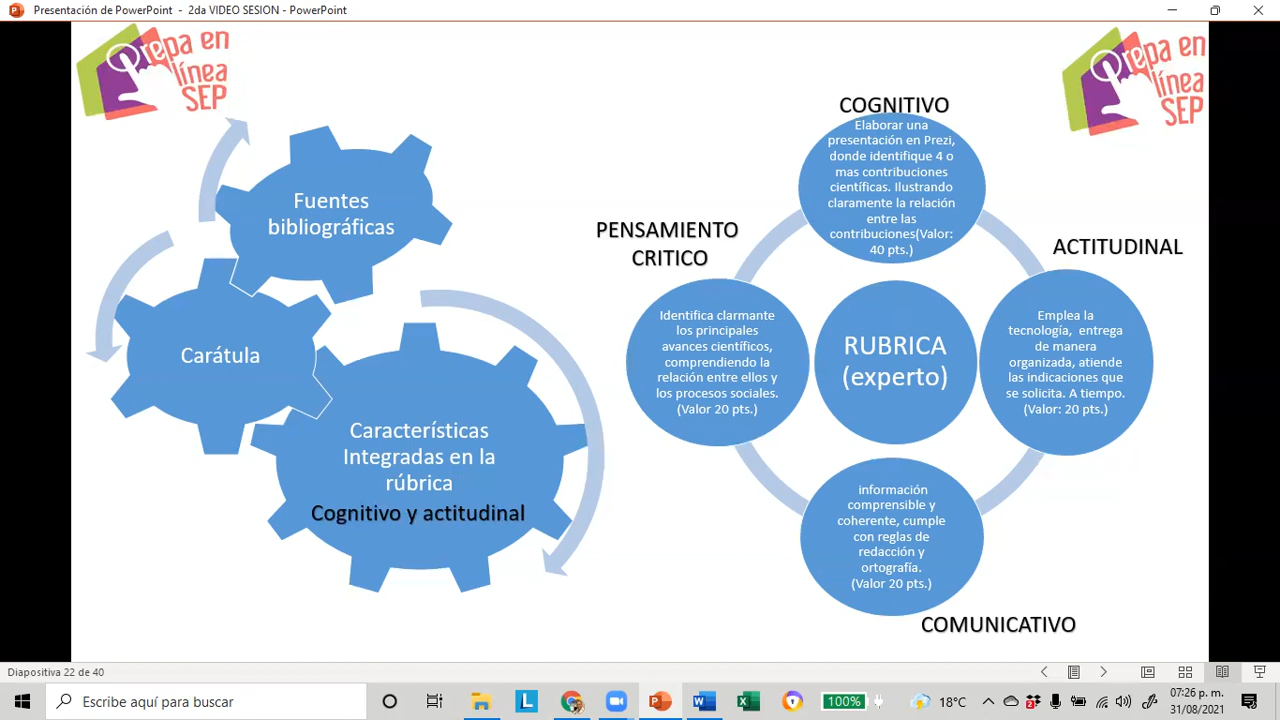 Presentación de PowerPoint - 2da VIDEO SESION - PowerPoint
Prepa en
línea
SEP
Prepa en
línea
SEP
Fuentes
bibliográficas
Carátula
Características
Integradas en la
rúbrica
Cognitivo y actitudinal
COGNITIVO
Elaborar una
presentación en Prezi,
donde identifique 4 o
mas contribuciones
científicas. Ilustrando
claramente la relación
entre las
contribuciones(Valor:
40 pts.)
PENSAMIENTO
CRITICO
Identifica clarmante
los principales
avances científicos,
comprendiendo la
relación entre ellos y
los procesos sociales.
(Valor 20 pts.)
RUBRICA
(experto)
ACTITUDINAL
Emplea la
tecnología, entrega
de manera
organizada, atiende
las indicaciones que
se solicita. A tiempo.
(Valor: 20 pts.)
información
comprensible y
coherente, cumple
con reglas de
redacción y
ortografía.
(Valor 20 pts.)
COMUNICATIVO
Diapositiva 22 de 40
Escribe aquí para buscar
100%
18°C
07:26 p. m.
31/08/2021